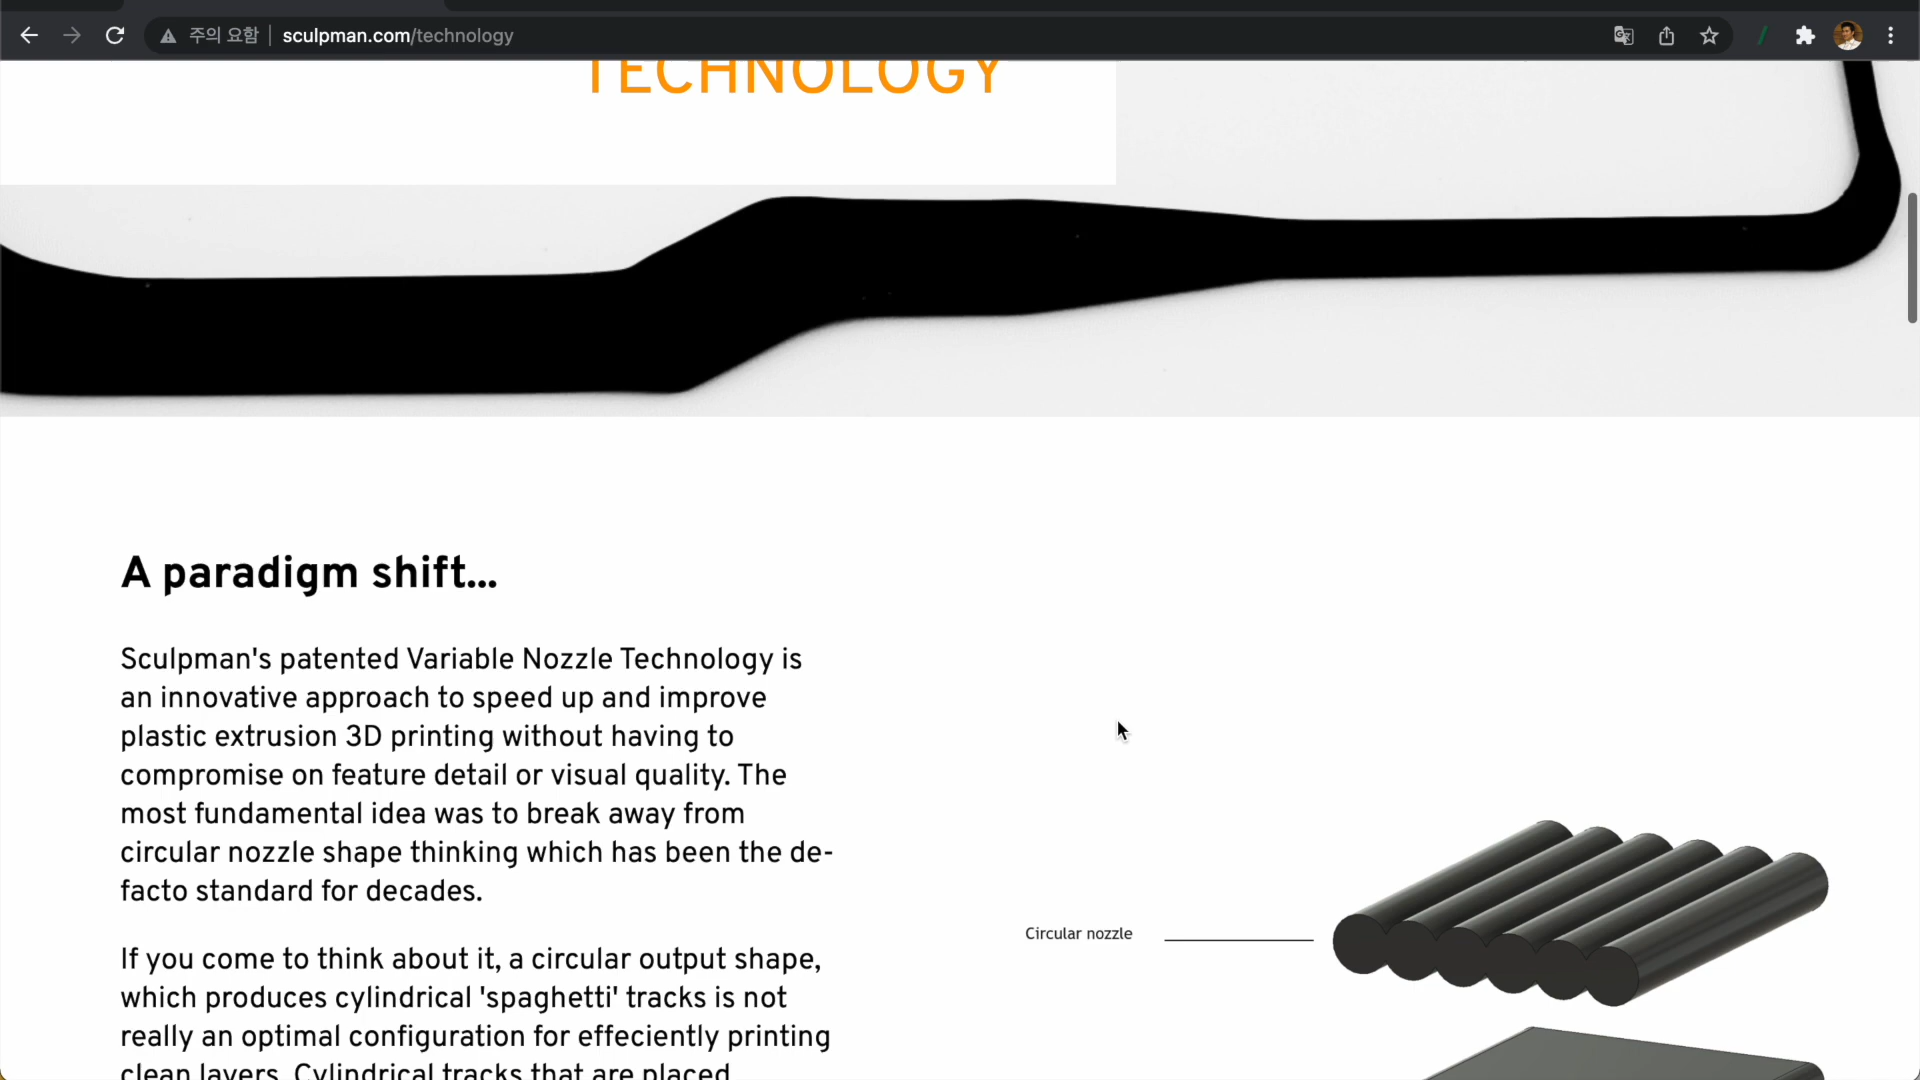 주의 요함
sculpman.com/technology
TECHNOLOGY
A paradigm shift...
Sculpman's patented Variable Nozzle Technology is
an innovative approach to speed up and improve
plastic extrusion 3D printing without having to
compromise on feature detail or visual quality. The
most fundamental idea was to break away from
circular nozzle shape thinking which has been the de-
facto standard for decades.
If you come to think about it, a circular output shape,
which produces cylindrical 'spaghetti' tracks is not
really an optimal configuration for effeciently printing
clean layers. Cylindrical tracks that are placed
Circular nozzle